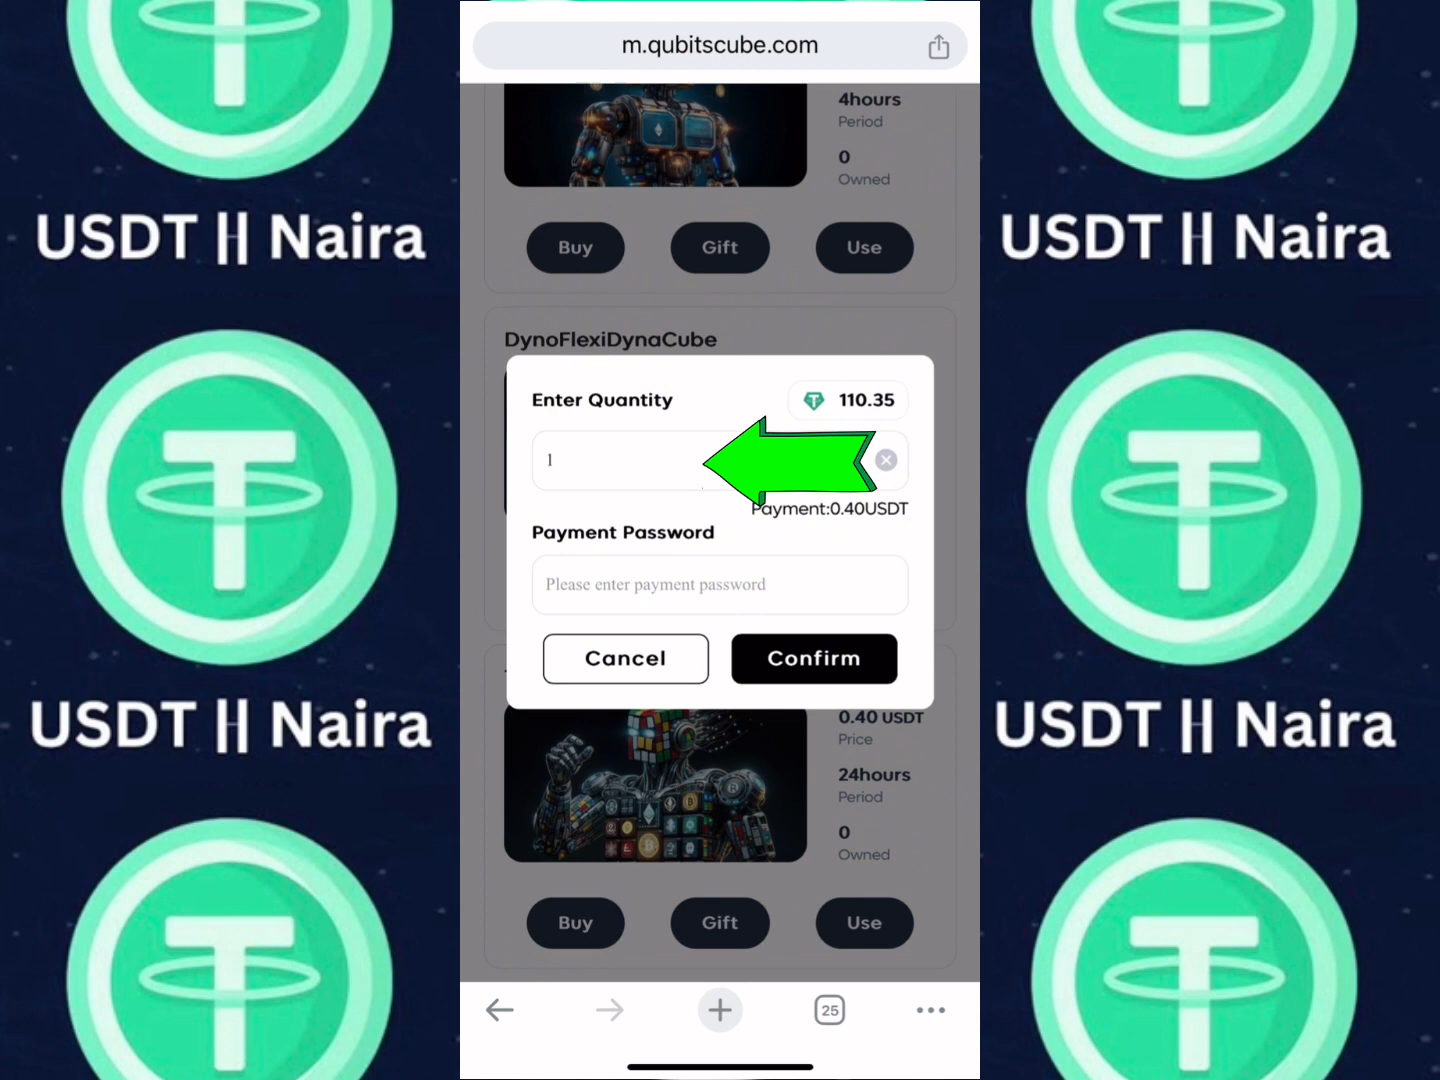 m.qubitscube.com
4hours
Period
0
Owned
Buy
Gift
Use
DynoFlexiDynaCube
Enter Quantity
110.35
1
Payment:0.40USDT
Payment Password
Please enter payment password
Cancel
Confirm
0.40 USDT
Price
24hours
Period
0
Owned
Buy
Gift
Use
25
USDT || Naira
USDT || Naira
USDT || Naira
USDT || Naira